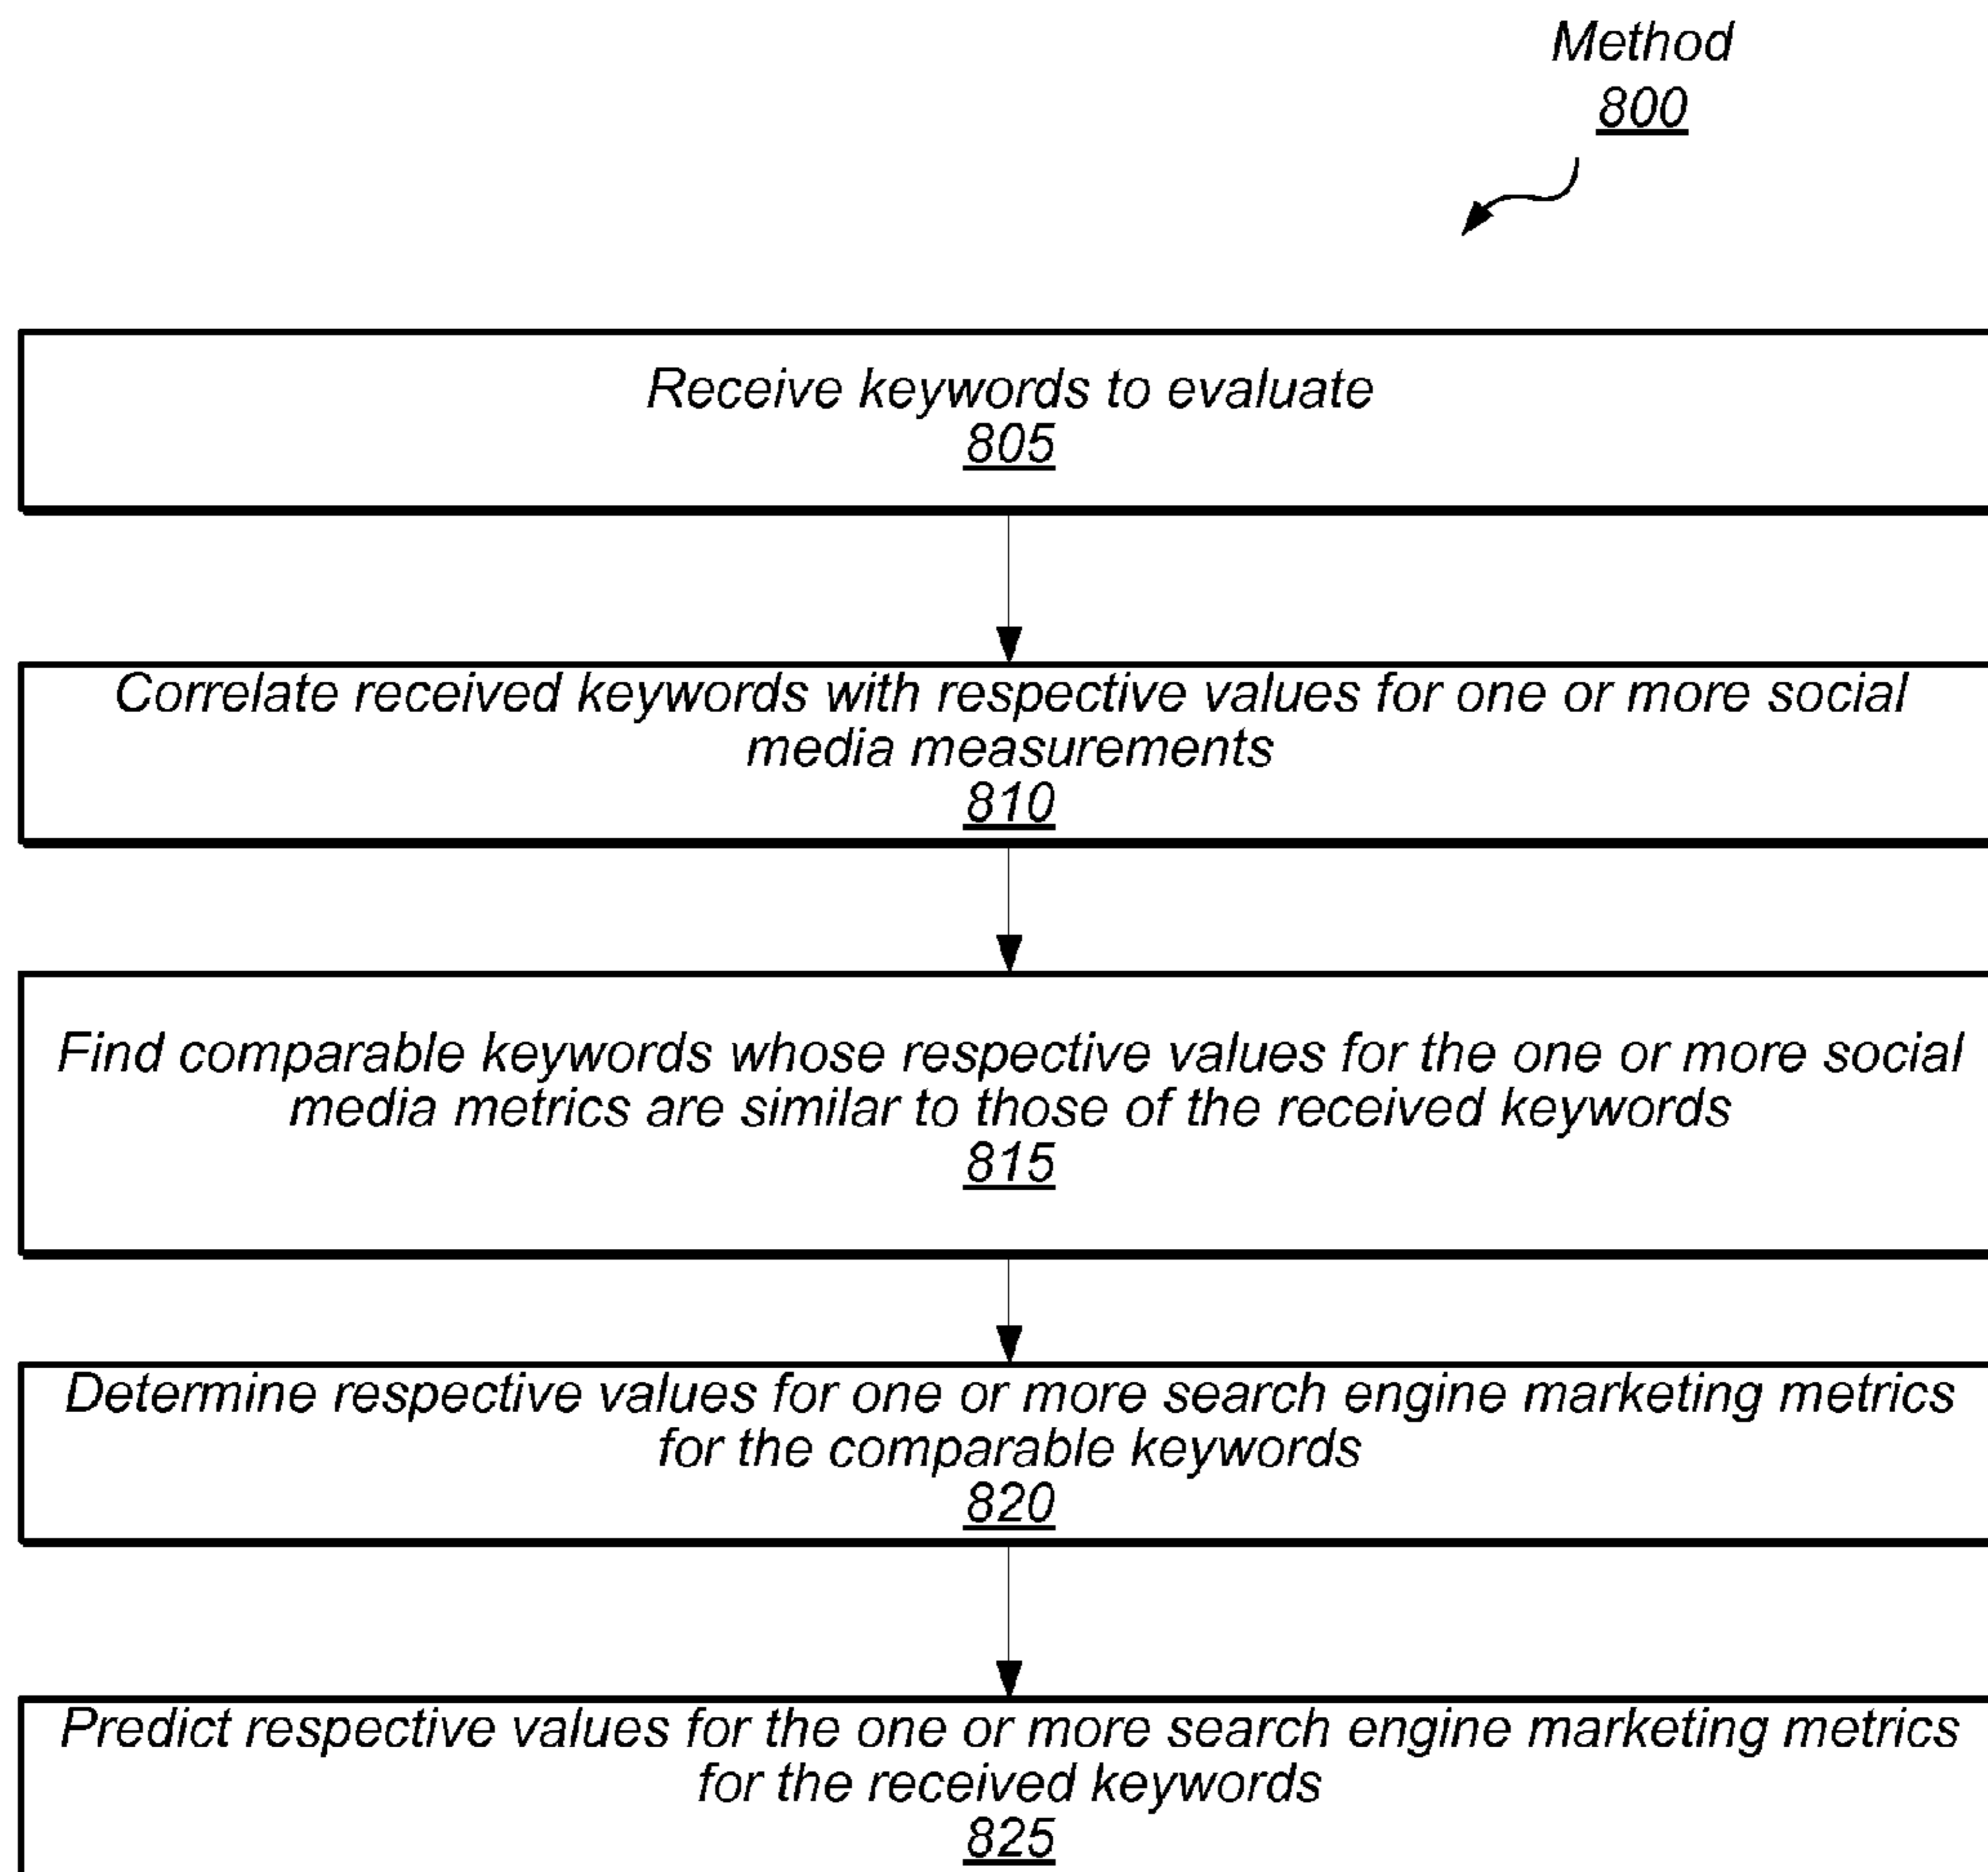 Method
800
Receive keywords to evaluate
805
Correlate received keywords with respective values for one or more social
media measurements
810
Find comparable keywords whose respective values for the one or more social
media metrics are similar to those of the received keywords
815
Determine respective values for one or more search engine marketing metrics
for the comparable keywords
820
Predict respective values for the one or more search engine marketing metrics
for the received keywords
825